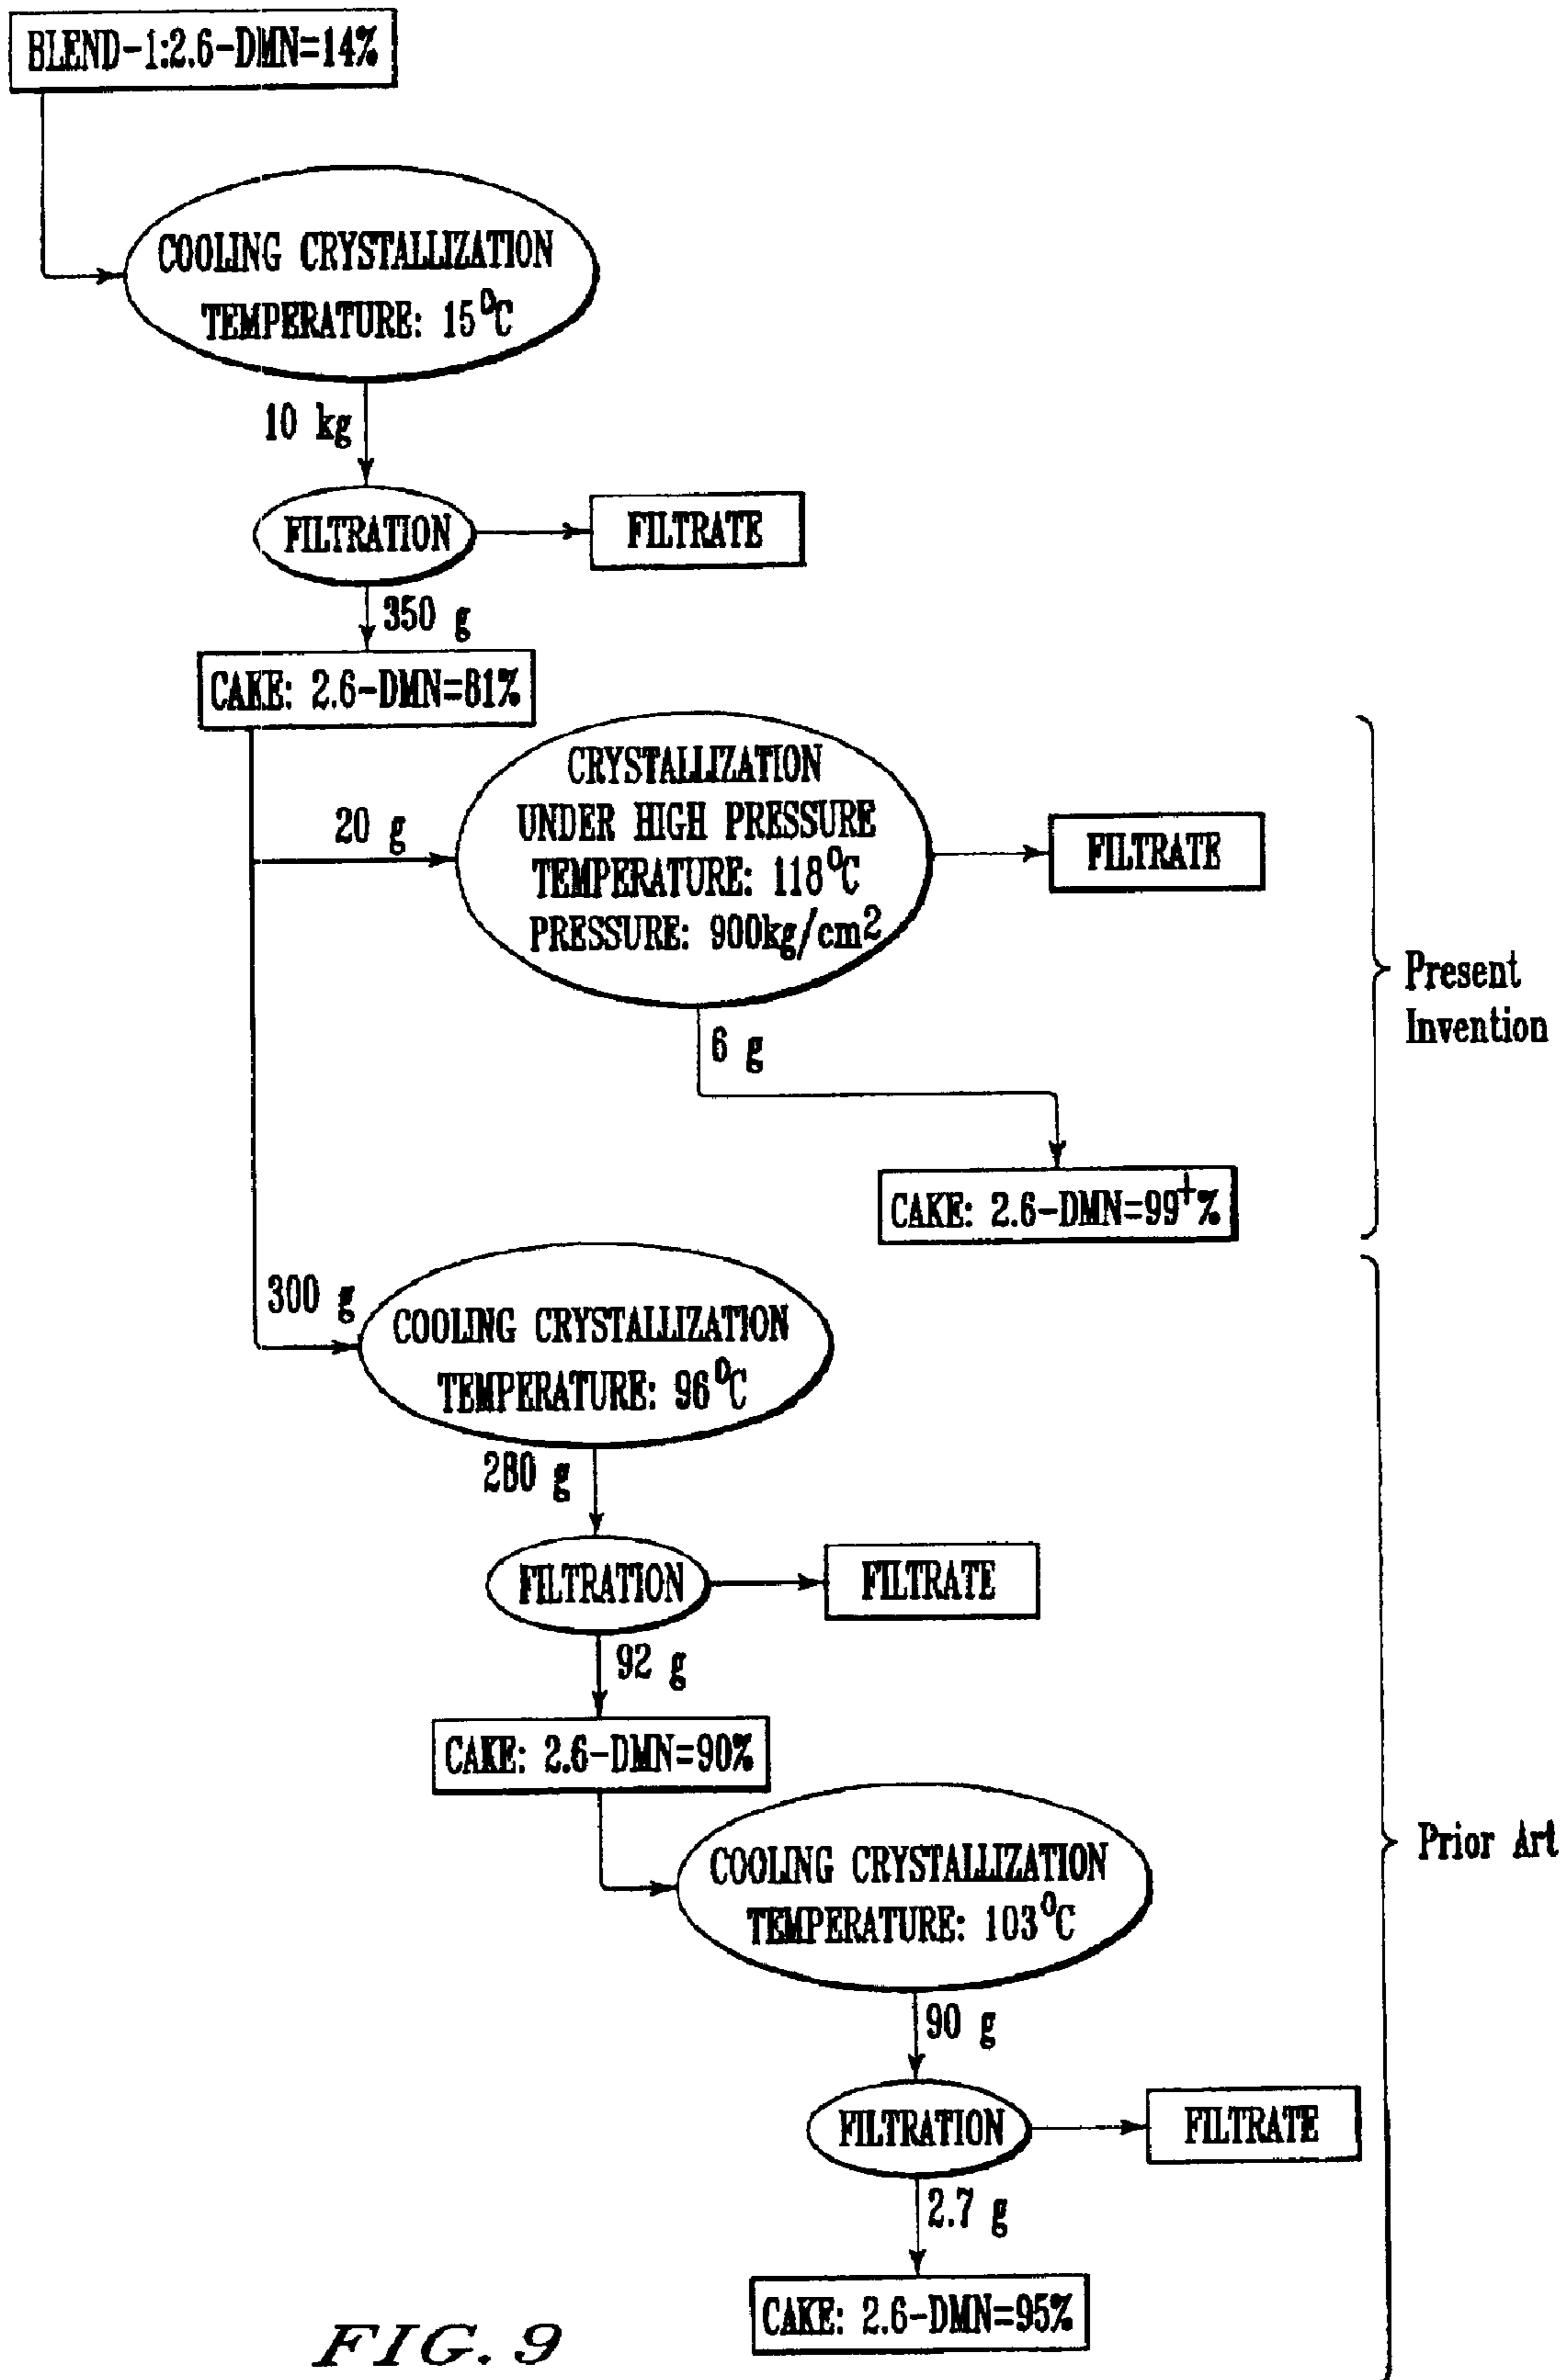 BLEND-1:2.6-DMN=14%
COOLING CRYSTALLIZATION
TEMPERATURE: 15°C
10 kg
FILTRATION
FILTRATE
350 g
CAKE: 2.6-DMN=81%
CRYSTALLIZATION
UNDER HIGH PRESSURE
TEMPERATURE: 118°C
PRESSURE: 900kg/cm²
20 g
FILTRATE
Present
Invention
6 g
CAKE: 2.6-DMN=99⁺%
300 g
COOLING CRYSTALLIZATION
TEMPERATURE: 96°C
280 g
FILTRATION
FILTRATE
92 g
CAKE: 2.6-DMN=90%
Prior Art
COOLING CRYSTALLIZATION
TEMPERATURE: 103°C
90 g
FILTRATION
FILTRATE
2.7 g
CAKE: 2.6-DMN=95%
FIG. 9